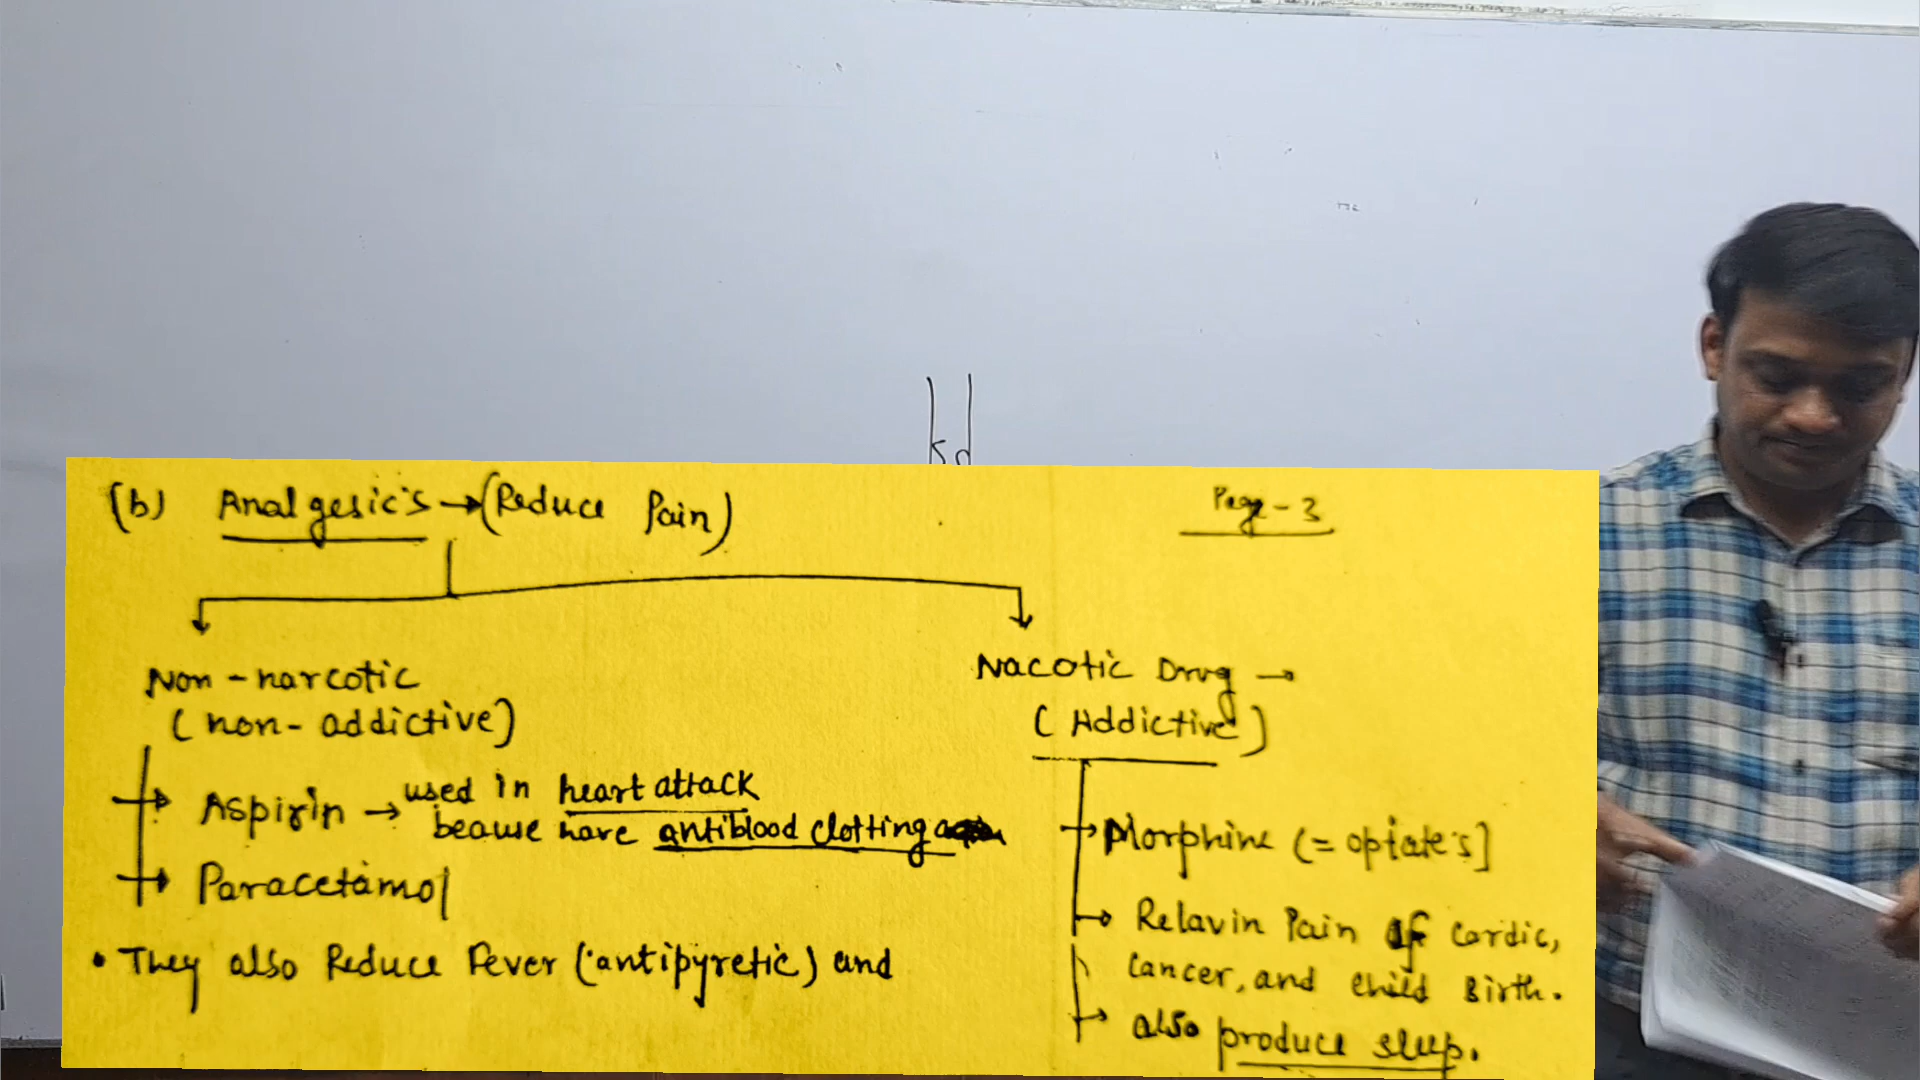 (b) Analgesic's → (Reduce Pain)
Page - 3
Non - narcotic
(non - addictive)
→ Aspirin → used in heart attack
beause have antiblood clotting
→ Paracetamol
• They also Reduce Fever (antipyretic) and
Nacotic Drug →
(Addictive)
→ Morphine (= opiate's]
→ Relavin Pain of Cardic,
Cancer, and child Birth.
→ also produce sleep.